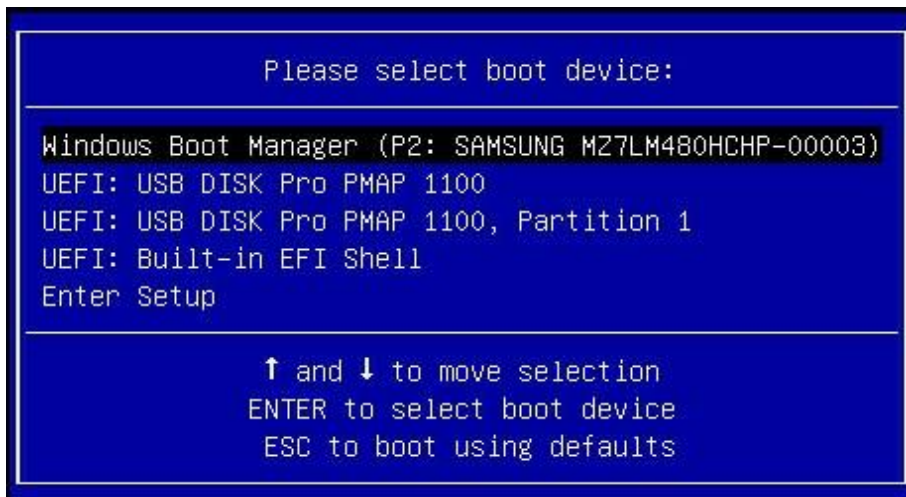 Please select boot device:
Windows Boot Manager (P2: SAMSUNG MZ7LM480HCHP-00003)
UEFI: USB DISK Pro PMAP 1100
UEFI: USB DISK Pro PMAP 1100, Partition 1
UEFI: Built-in EFI Shell
Enter Setup
↑ and ↓ to move selection
ENTER to select boot device
ESC to boot using defaults